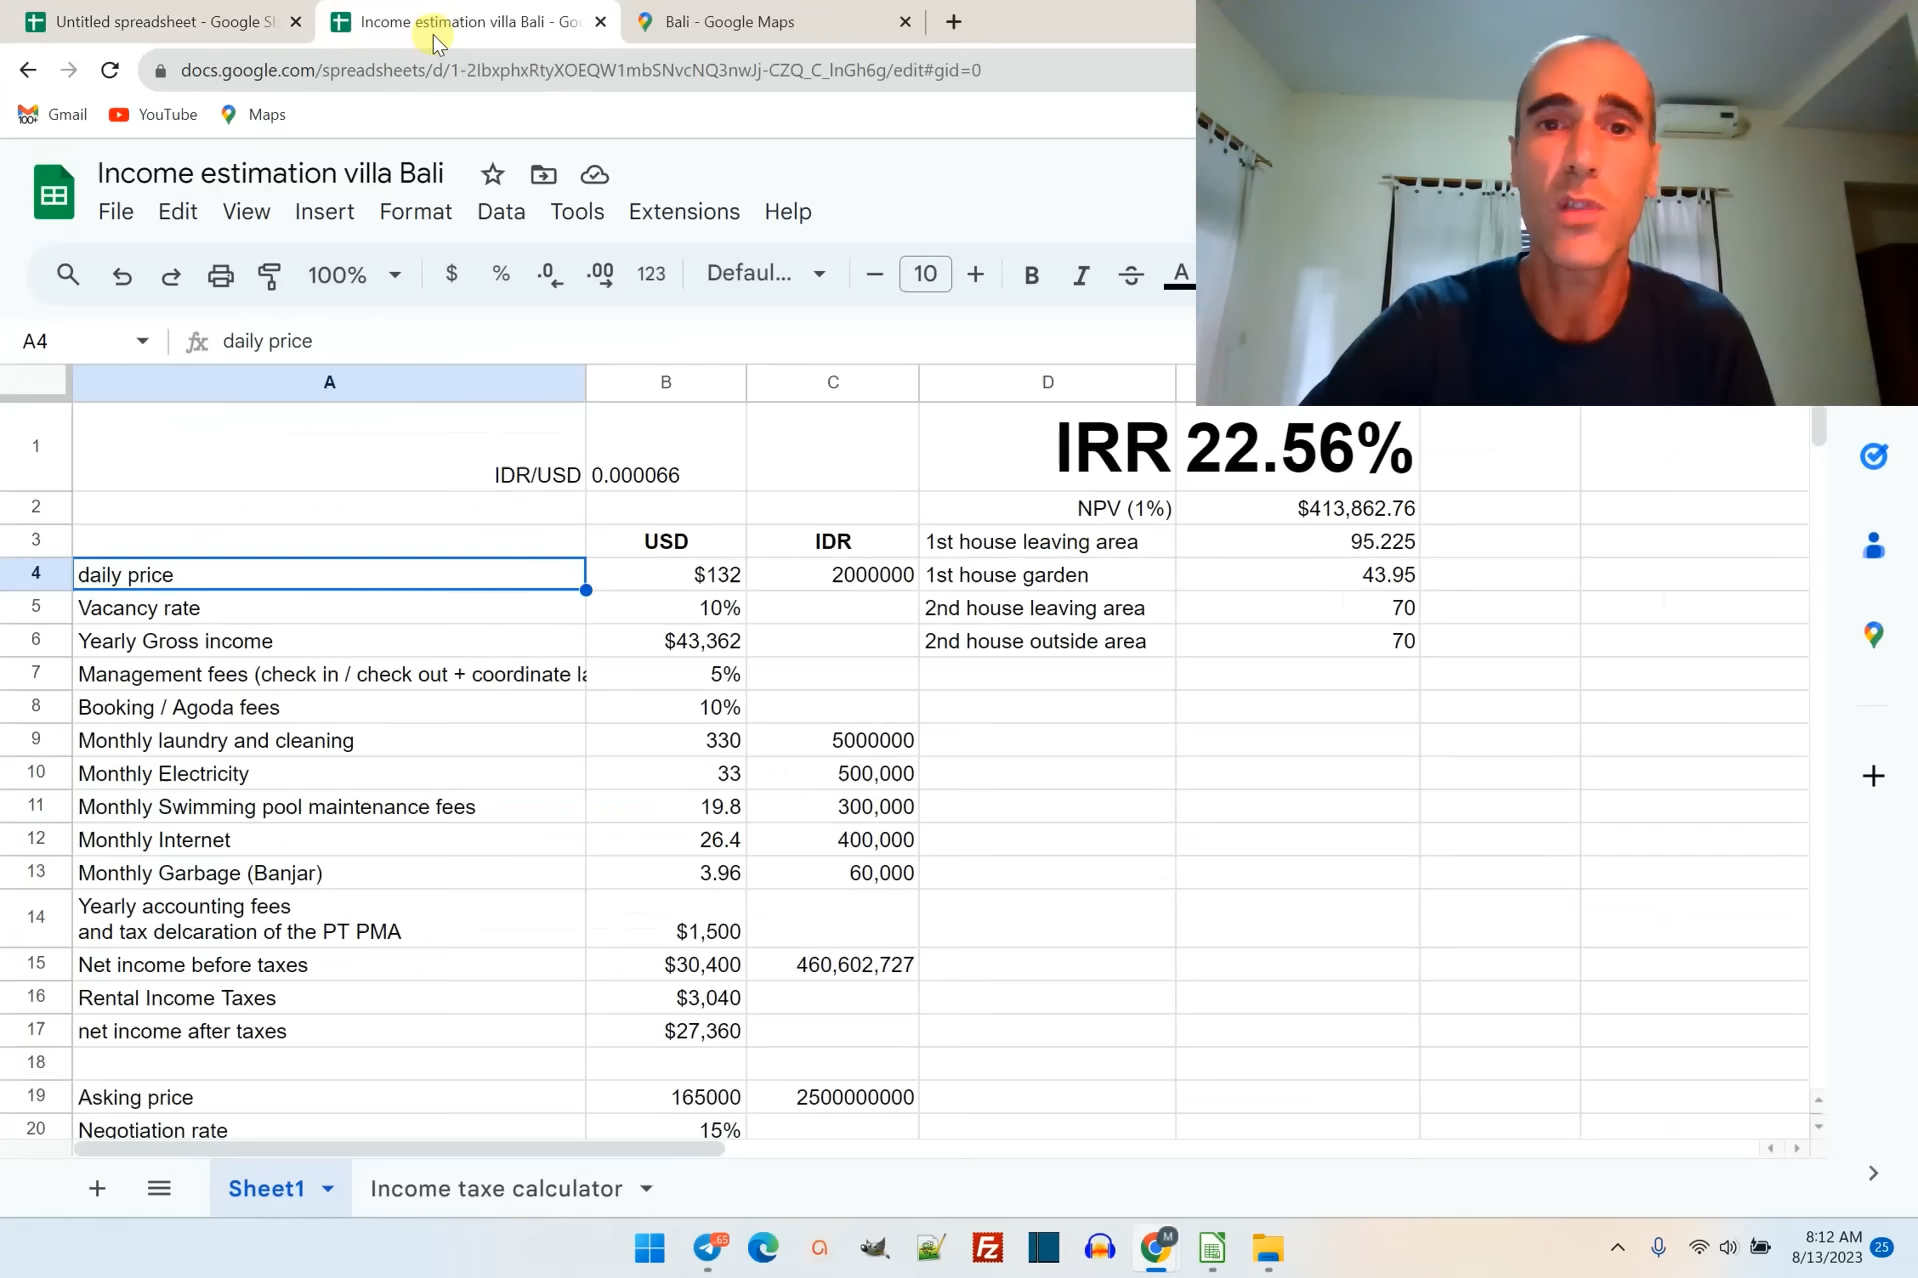 Untitled spreadsheet - Google Sh
Income estimation villa Bali - Goo
Bali - Google Maps
docs.google.com/spreadsheets/d/1-2IbxphxRtyXOEQW1mbSNvcNQ3nwJj-CZQ_C_lnGh6g/edit#gid=0
Gmail YouTube Maps
Income estimation villa Bali
File Edit View Insert Format Data Tools Extensions Help
100% $ % .0 .00 123 Defaul... 10 B I A
A4 fx daily price
A B C D
1 IDR/USD 0.000066 IRR 22.56%
2 NPV (1%) $413,862.76
3 USD IDR 1st house leaving area 95.225
4 daily price $132 2000000 1st house garden 43.95
5 Vacancy rate 10% 2nd house leaving area 70
6 Yearly Gross income $43,362 2nd house outside area 70
7 Management fees (check in / check out + coordinate la 5%
8 Booking / Agoda fees 10%
9 Monthly laundry and cleaning 330 5000000
10 Monthly Electricity 33 500,000
11 Monthly Swimming pool maintenance fees 19.8 300,000
12 Monthly Internet 26.4 400,000
13 Monthly Garbage (Banjar) 3.96 60,000
Yearly accounting fees
14 and tax delcaration of the PT PMA $1,500
15 Net income before taxes $30,400 460,602,727
16 Rental Income Taxes $3,040
17 net income after taxes $27,360
18
19 Asking price 165000 2500000000
20 Negotiation rate 15%
Sheet1 Income taxe calculator
8:12 AM
8/13/2023 25